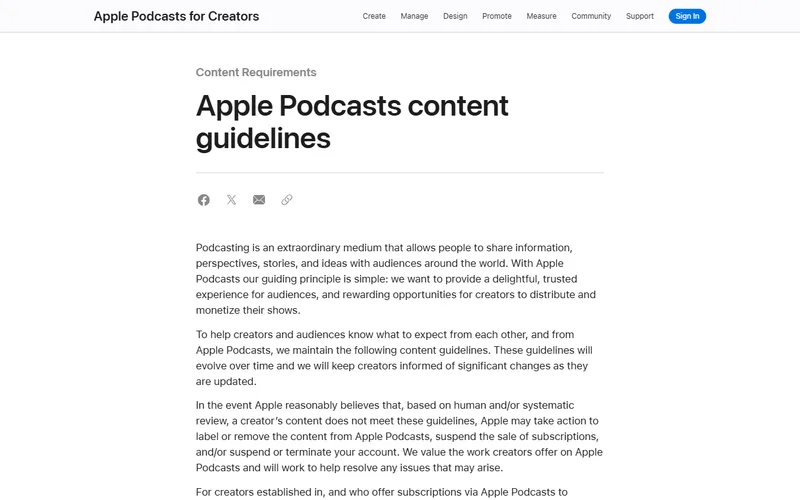 Apple Podcasts for Creators
Create Manage Design Promote Measure Community Support Sign In
Content Requirements
Apple Podcasts content
guidelines
Podcasting is an extraordinary medium that allows people to share information,
perspectives, stories, and ideas with audiences around the world. With Apple
Podcasts our guiding principle is simple: we want to provide a delightful, trusted
experience for audiences, and rewarding opportunities for creators to distribute and
monetize their shows.
To help creators and audiences know what to expect from each other, and from
Apple Podcasts, we maintain the following content guidelines. These guidelines will
evolve over time and we will keep creators informed of significant changes as they
are updated.
In the event Apple reasonably believes that, based on human and/or systematic
review, a creator’s content does not meet these guidelines, Apple may take action to
label or remove the content from Apple Podcasts, suspend the sale of subscriptions,
and/or suspend or terminate your account. We value the work creators offer on Apple
Podcasts and will work to help resolve any issues that may arise.
For creators established in, and who offer subscriptions via Apple Podcasts to